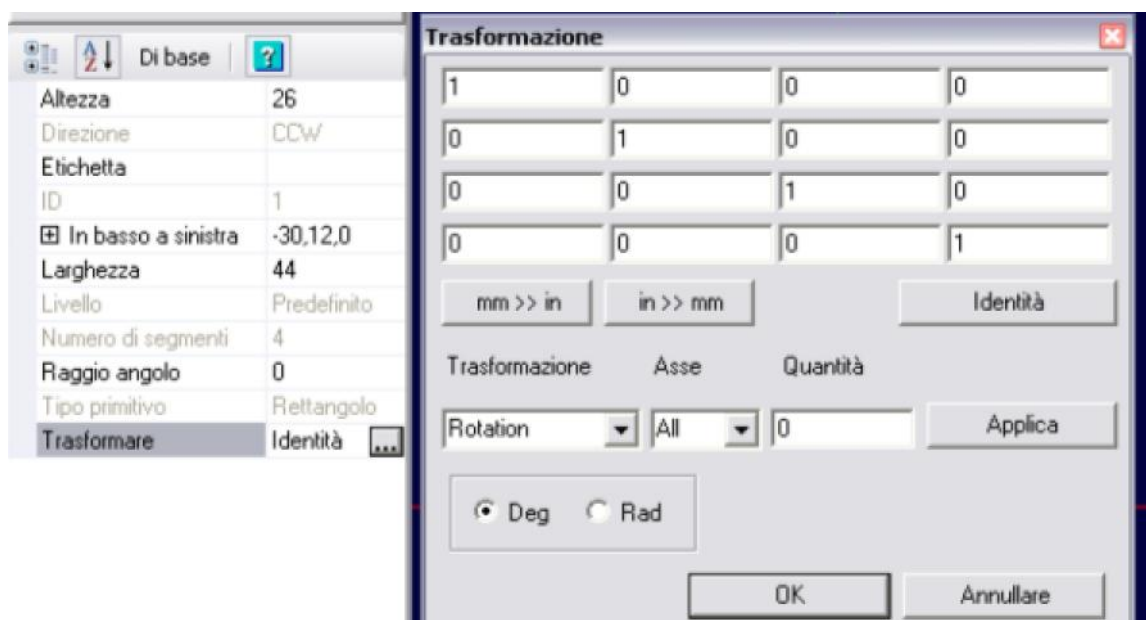 Di base
Altezza 26
Direzione CCW
Etichetta
ID 1
In basso a sinistra -30,12,0
Larghezza 44
Livello Predefinito
Numero di segmenti 4
Raggio angolo 0
Tipo primitivo Rettangolo
Trasformare Identità ...
Trasformazione
1 0 0 0
0 1 0 0
0 0 1 0
0 0 0 1
mm >> in in >> mm Identità
Trasformazione Asse Quantità
Rotation All 0 Applica
Deg Rad
OK Annullare